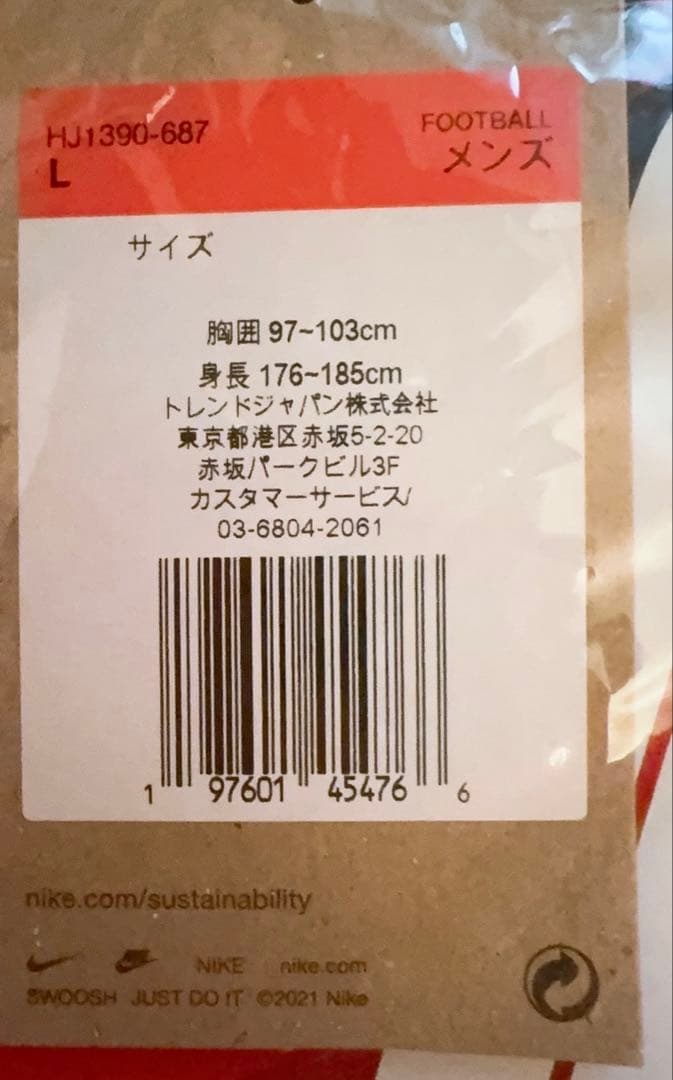 HJ1390-687
FOOTBALL
L
メンズ
サイズ
胸囲 97~103cm
身長 176~185cm
トレンドジャパン株式会社
東京都港区赤坂5-2-20
赤坂パークビル3F
カスタマーサービス/
03-6804-2061
1 97601 45476 6
nike.com/sustainability
NIKE nike.com
SWOOSH JUST DO IT ©2021 Nike